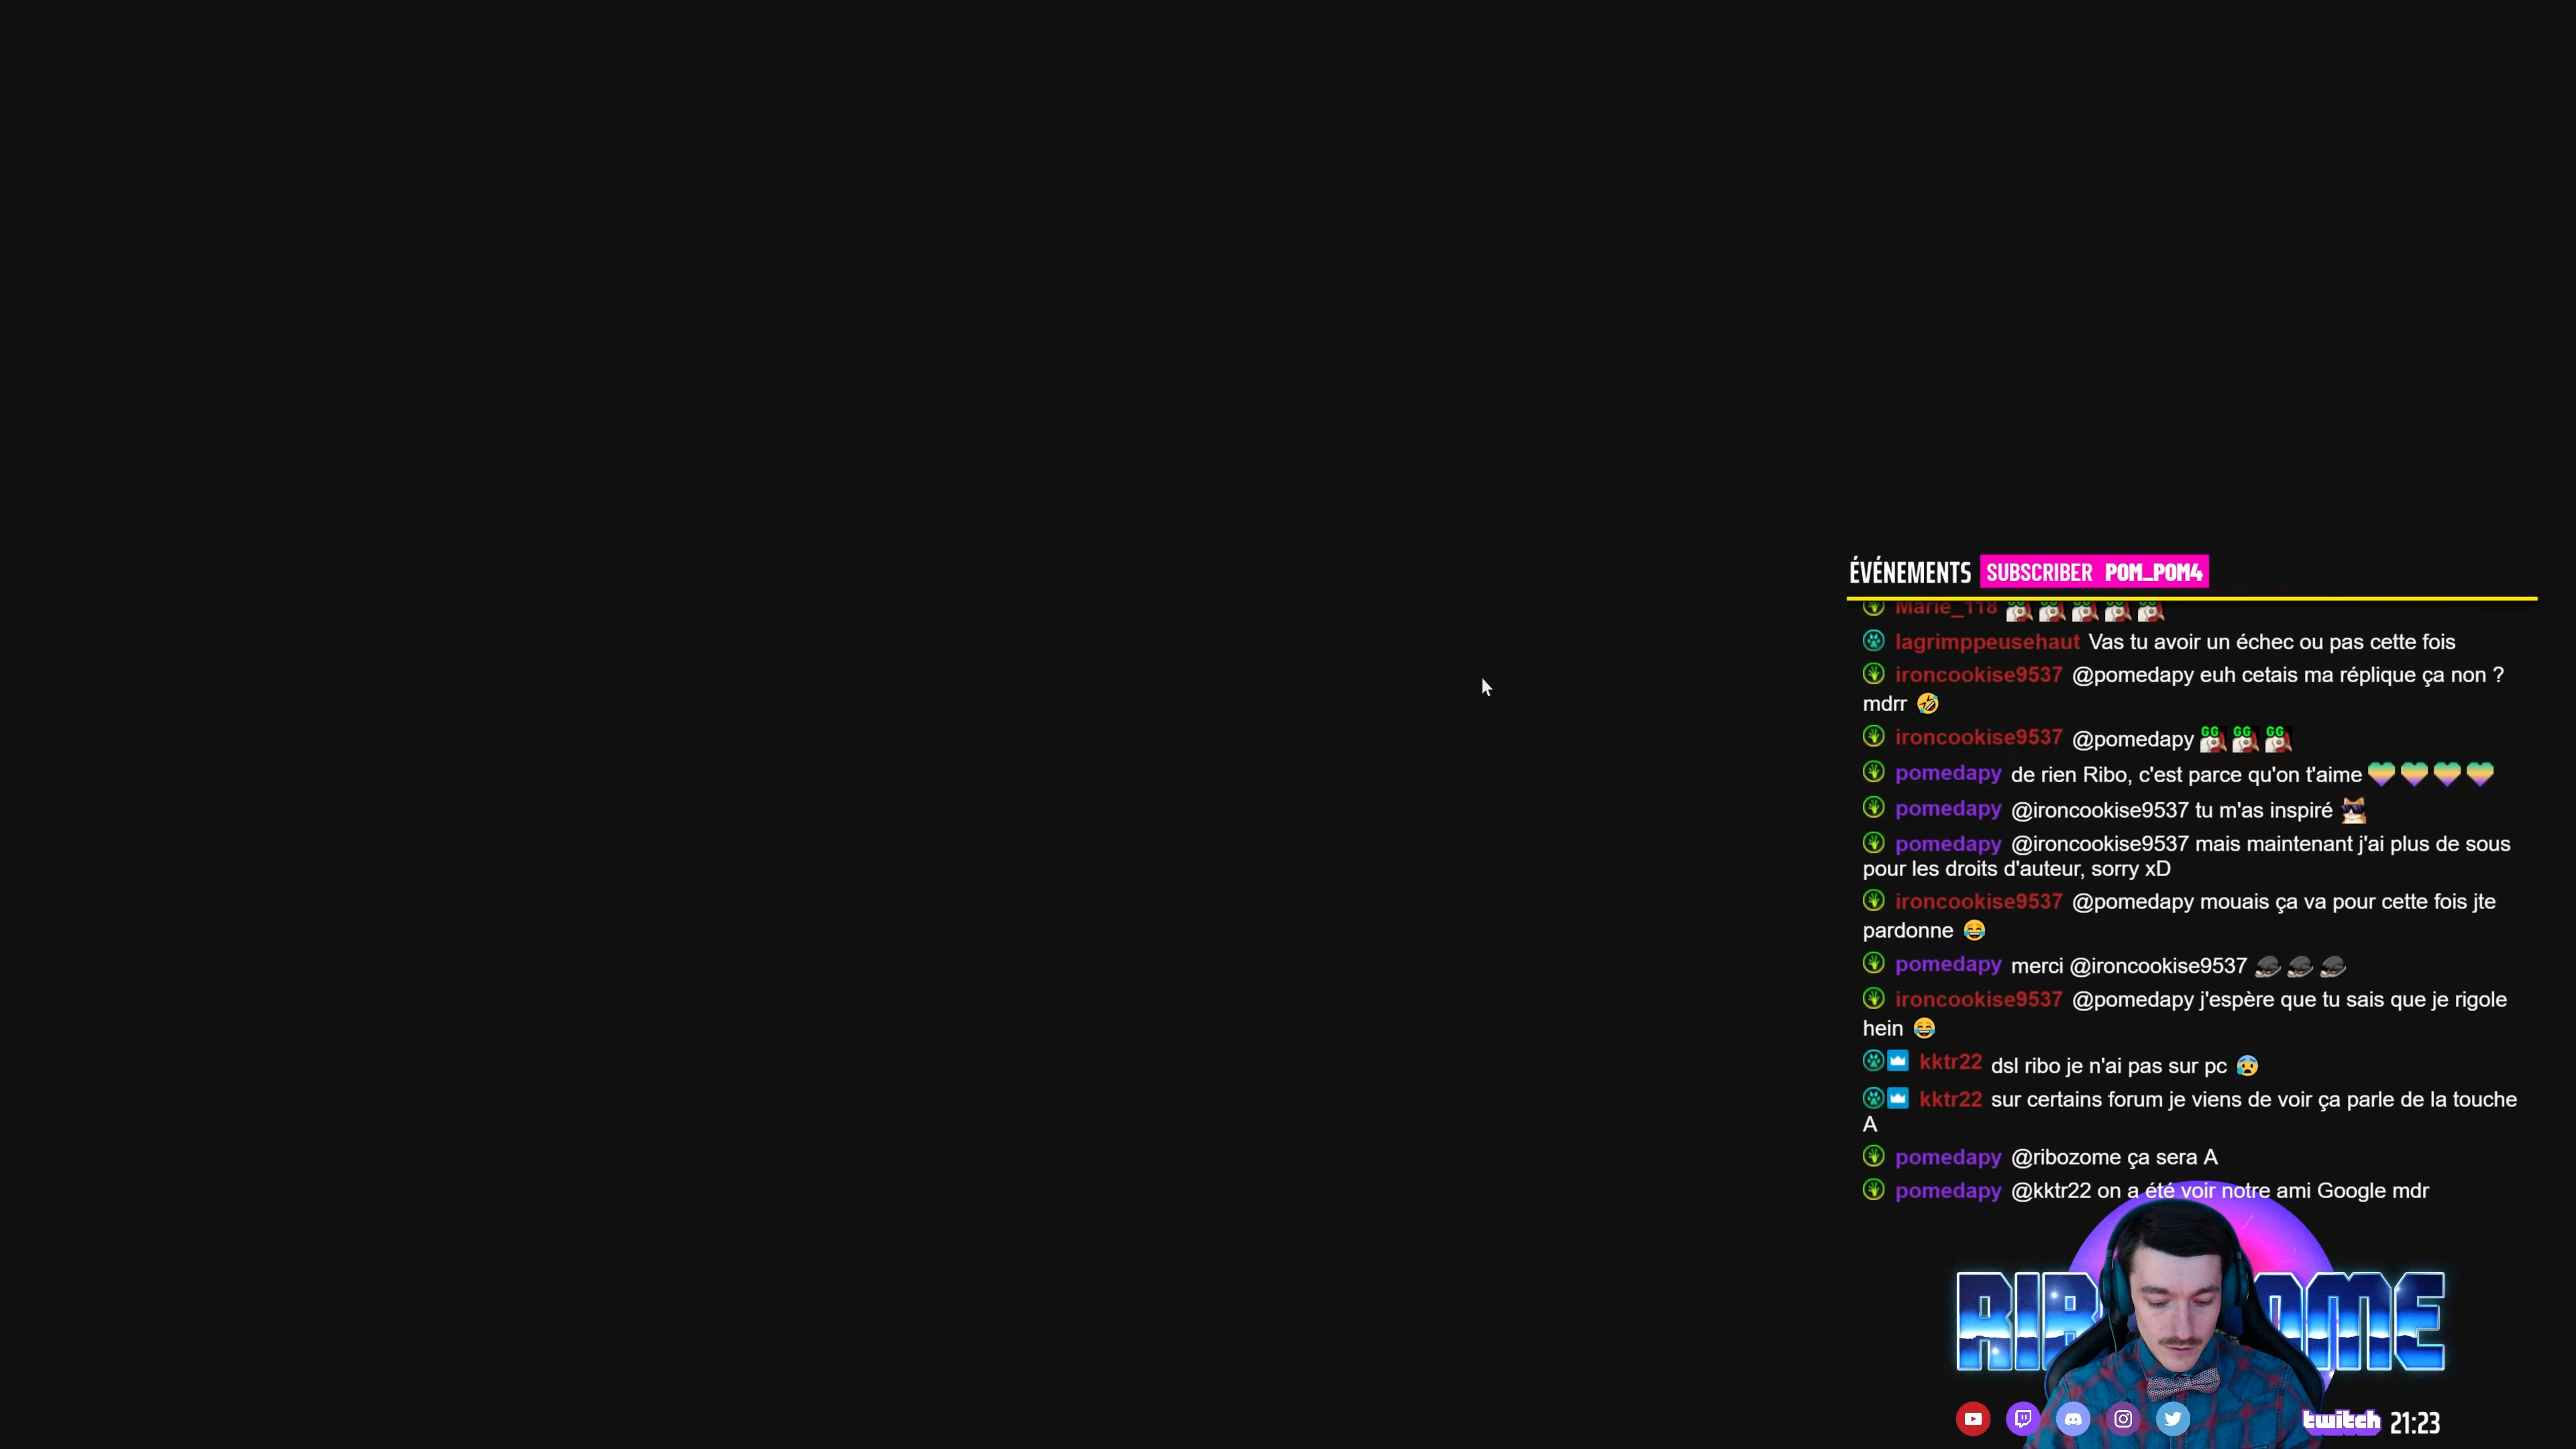 ÉVÉNEMENTS SUBSCRIBER POM_POM4
Marie_118
lagrimppeusehaut Vas tu avoir un échec ou pas cette fois
ironcookise9537 @pomedapy euh cetais ma réplique ça non ?
mdrr
ironcookise9537 @pomedapy GG GG GG
pomedapy de rien Ribo, c'est parce qu'on t'aime
pomedapy @ironcookise9537 tu m'as inspiré
pomedapy @ironcookise9537 mais maintenant j'ai plus de sous
pour les droits d'auteur, sorry xD
ironcookise9537 @pomedapy mouais ça va pour cette fois jte
pardonne
pomedapy merci @ironcookise9537
ironcookise9537 @pomedapy j'espère que tu sais que je rigole
hein
kktr22 dsl ribo je n'ai pas sur pc
kktr22 sur certains forum je viens de voir ça parle de la touche
A
pomedapy @ribozome ça sera A
pomedapy @kktr22 on a été voir notre ami Google mdr
twitch 21:23